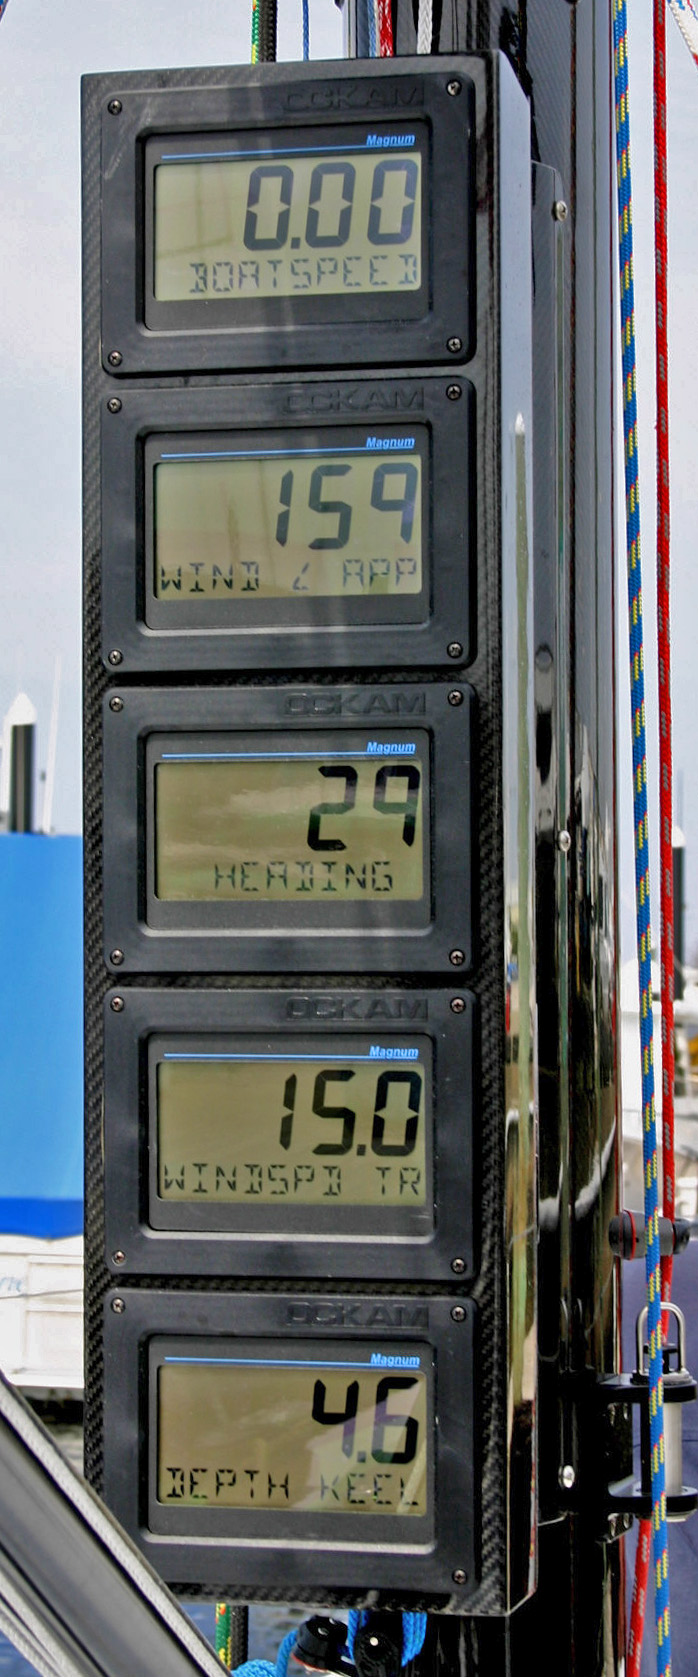 OCKAM
Magnum
0.00
BOATSPEED
OCKAM
Magnum
159
WIND ∠ APP
OCKAM
Magnum
29
HEADING
OCKAM
Magnum
15.0
WINDSPD TR
OCKAM
Magnum
4.6
DEPTH KEEL